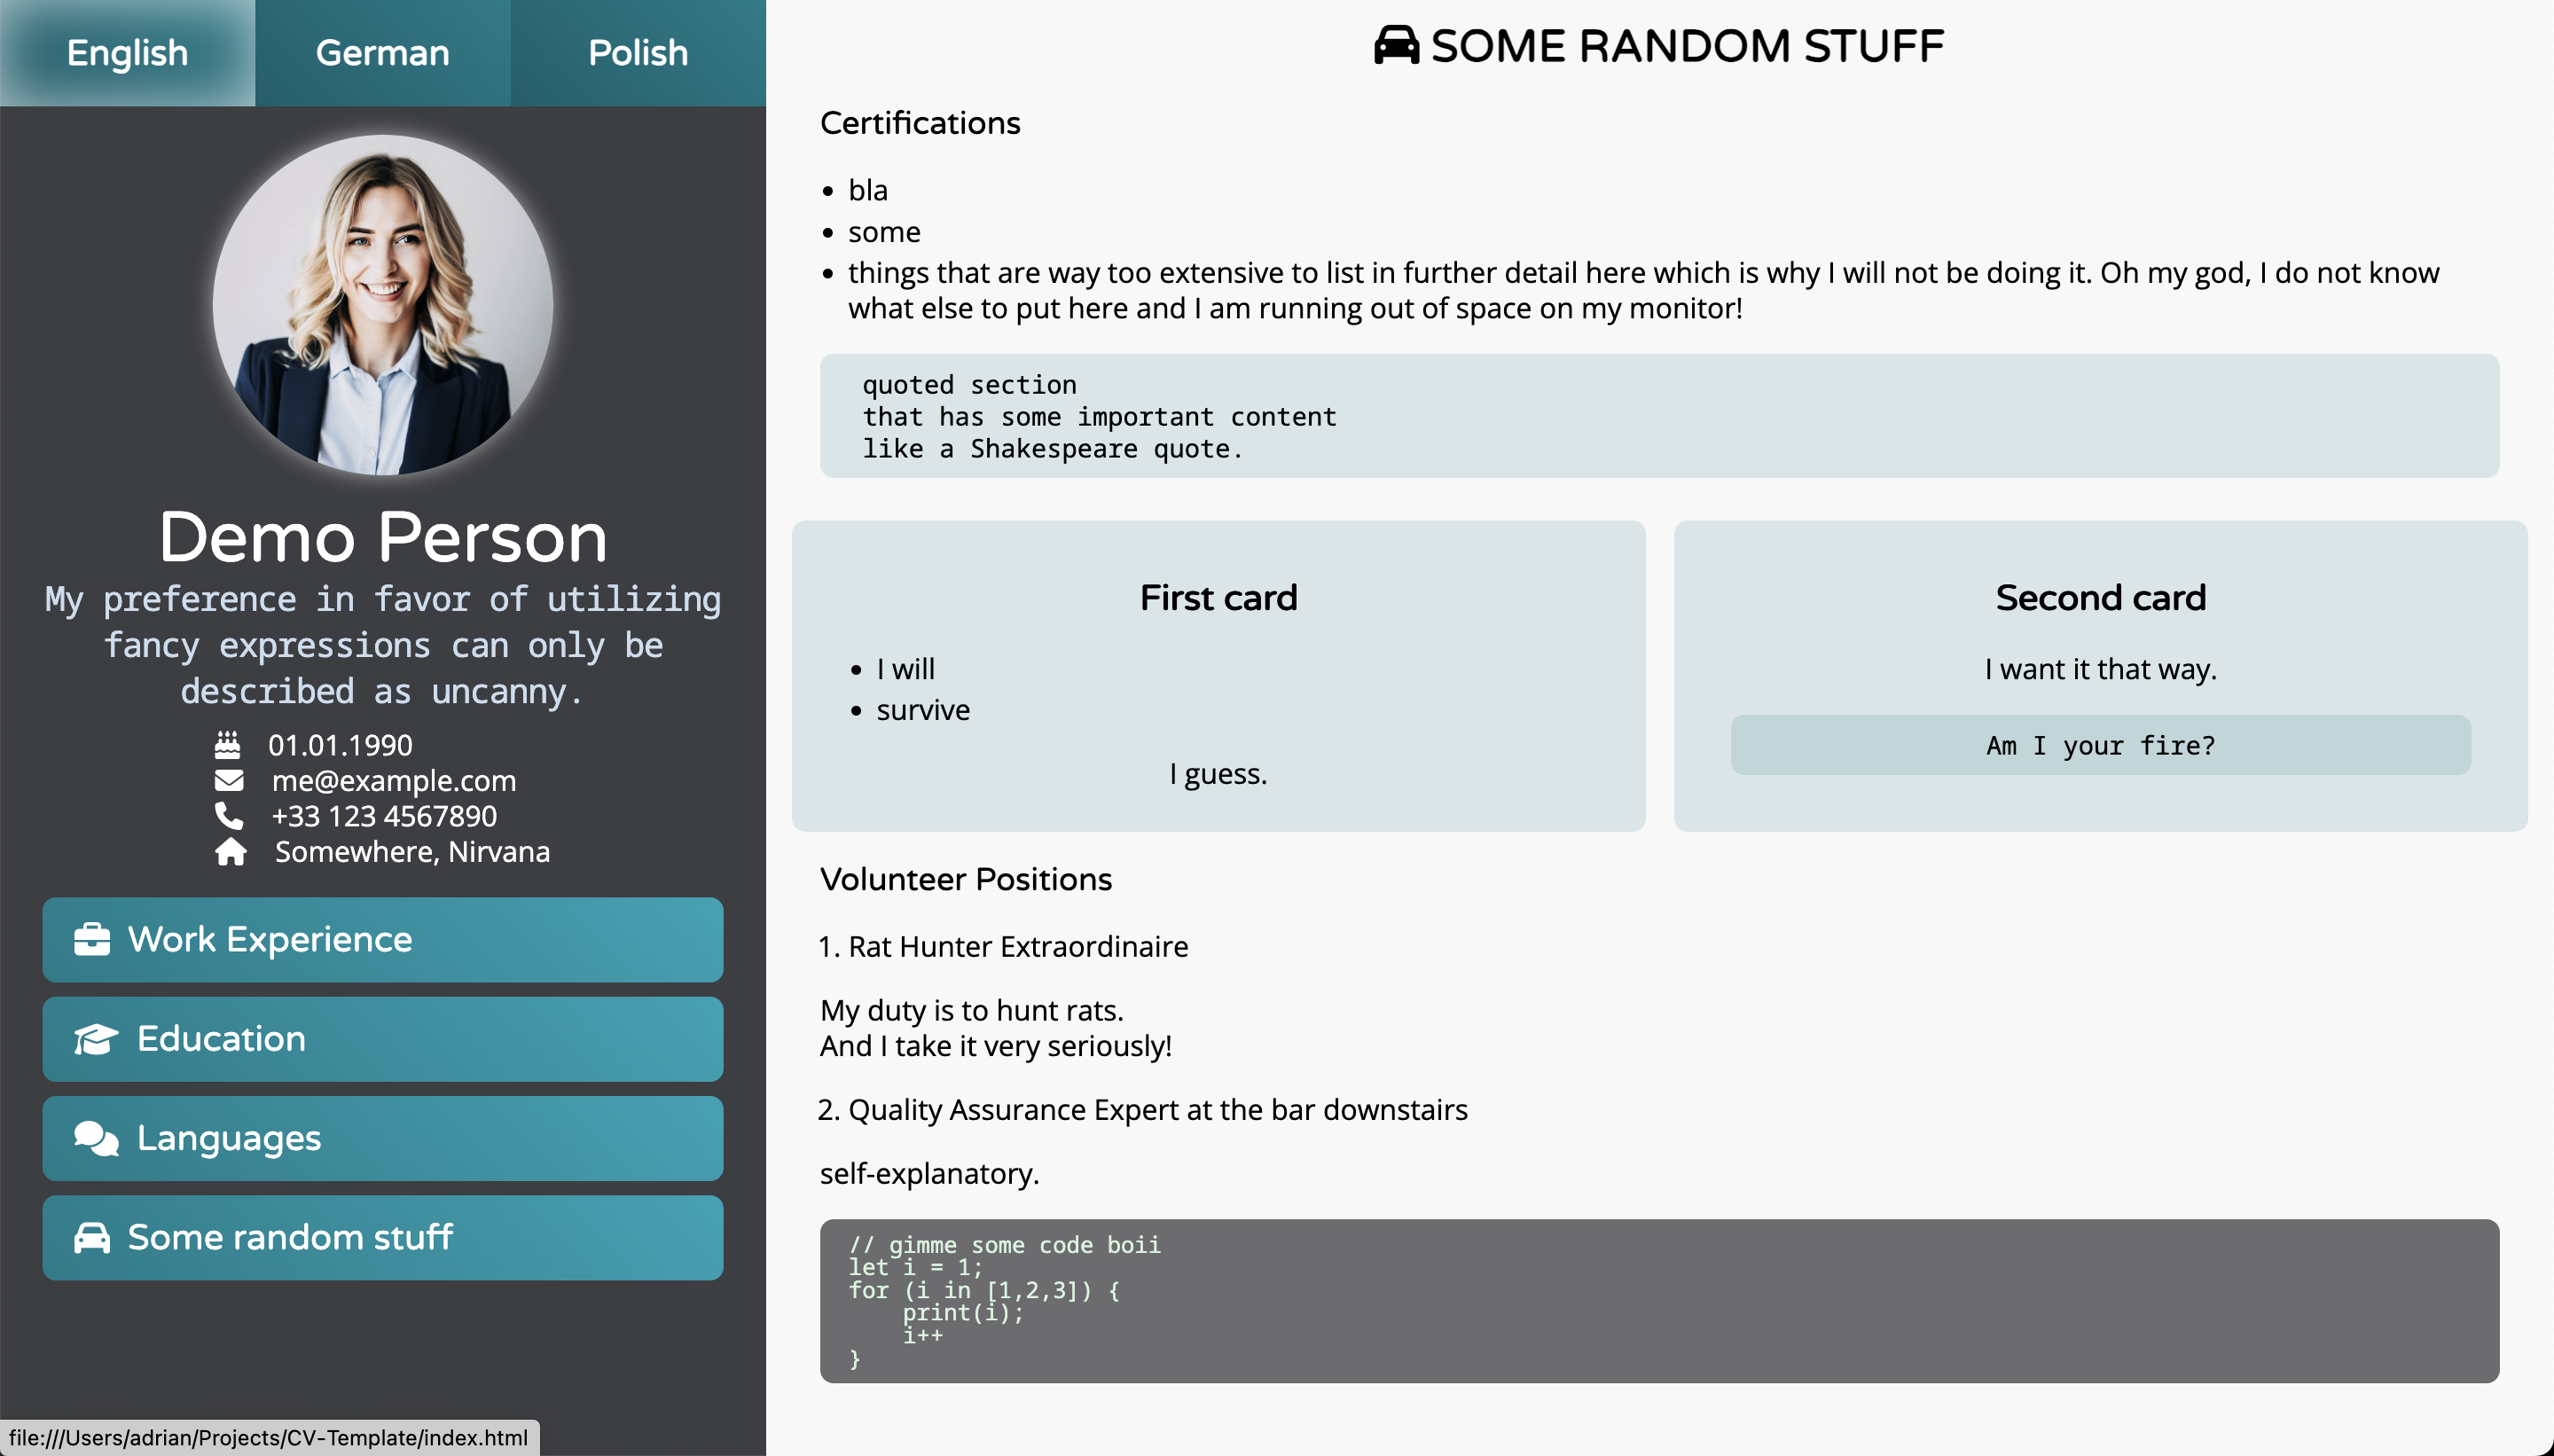 English
German
Polish
Demo Person
My preference in favor of utilizing
fancy expressions can only be
described as uncanny.
01.01.1990
me@example.com
+33 123 4567890
Somewhere, Nirvana
Work Experience
Education
Languages
Some random stuff
file:///Users/adrian/Projects/CV-Template/index.html
SOME RANDOM STUFF
Certifications
• bla
• some
• things that are way too extensive to list in further detail here which is why I will not be doing it. Oh my god, I do not know
what else to put here and I am running out of space on my monitor!
quoted section
that has some important content
like a Shakespeare quote.
First card
• I will
• survive
I guess.
Second card
I want it that way.
Am I your fire?
Volunteer Positions
1. Rat Hunter Extraordinaire
My duty is to hunt rats.
And I take it very seriously!
2. Quality Assurance Expert at the bar downstairs
self-explanatory.
// gimme some code boii
let i = 1;
for (i in [1,2,3]) {
    print(i);
    i++
}